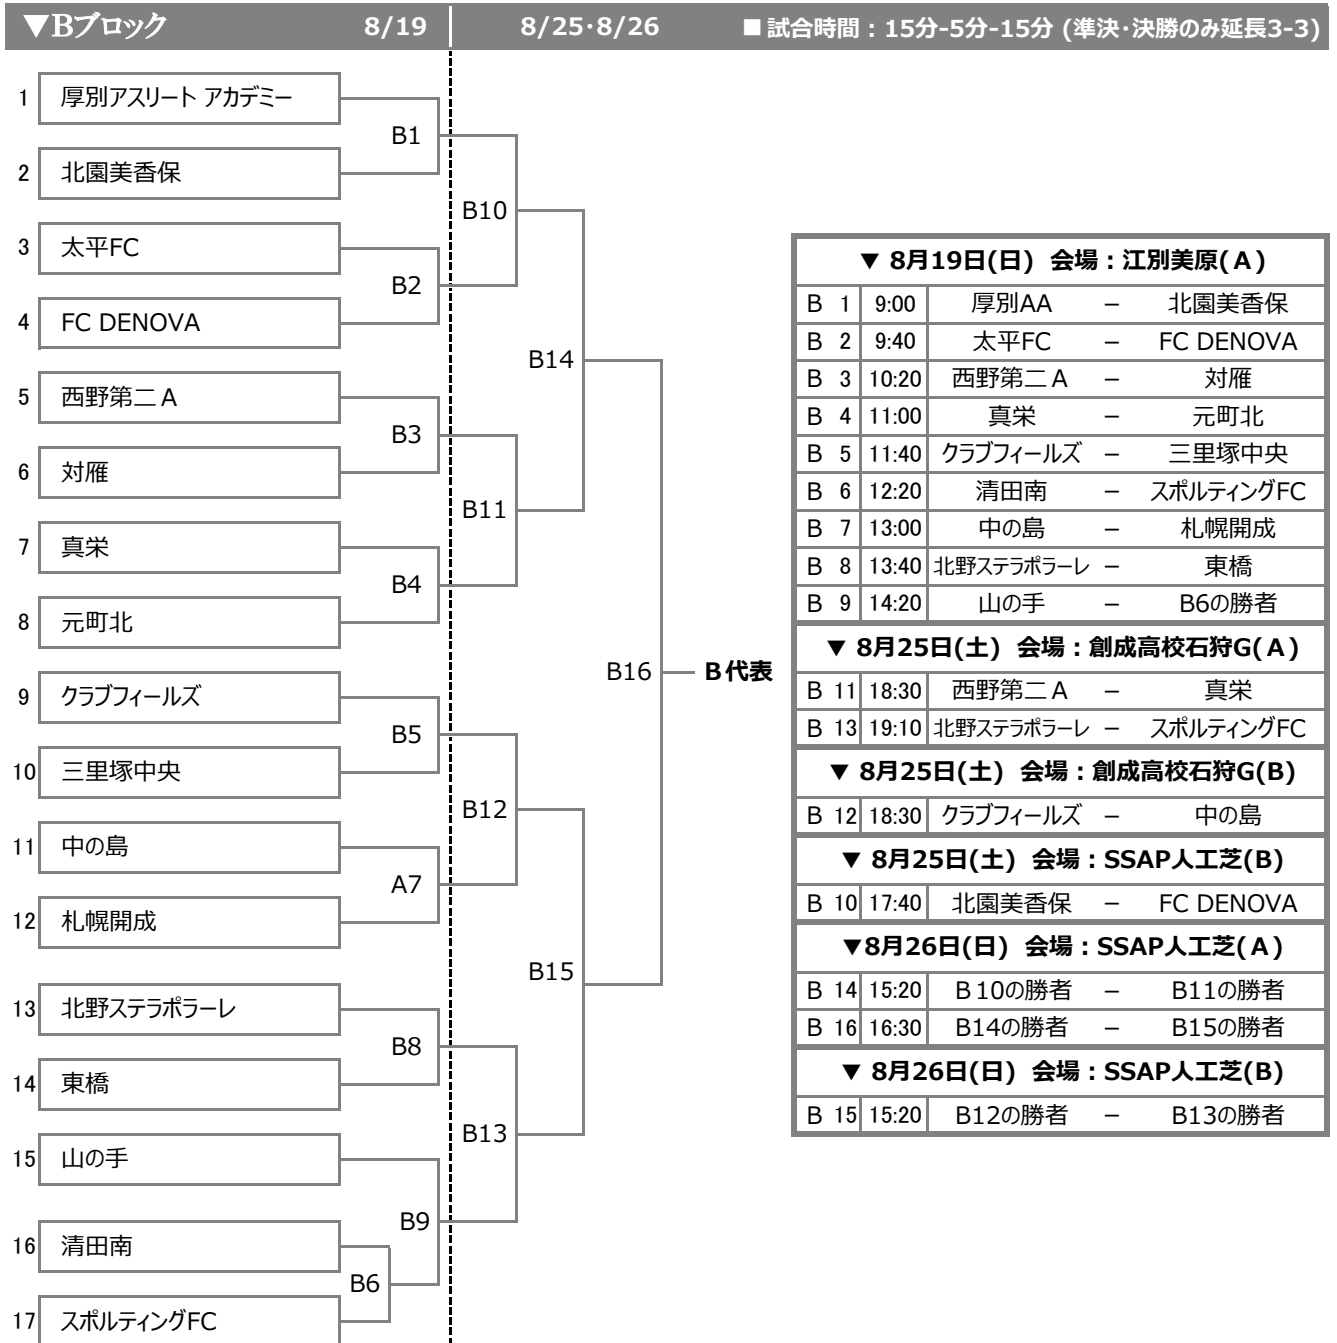 ▼Bブロック 8/19 8/25・8/26 ■ 試合時間：15分-5分-15分 (準決・決勝のみ延長3-3)
1 厚別アスリート アカデミー
B1
2 北園美香保
B10
3 太平FC
B2
4 FC DENOVA
B14
5 西野第二Ａ
B3
6 対雁
B11
7 真栄
B4
8 元町北
B16 Ｂ代表
9 クラブフィールズ
B5
10 三里塚中央
B12
11 中の島
A7
12 札幌開成
B15
13 北野ステラポラーレ
B8
14 東橋
B13
15 山の手
B9
16 清田南
B6
17 スポルティングFC
▼ 8月19日(日) 会場：江別美原(Ａ)
B 1 9:00 厚別AA － 北園美香保
B 2 9:40 太平FC － FC DENOVA
B 3 10:20 西野第二Ａ － 対雁
B 4 11:00 真栄 － 元町北
B 5 11:40 クラブフィールズ － 三里塚中央
B 6 12:20 清田南 － スポルティングFC
B 7 13:00 中の島 － 札幌開成
B 8 13:40 北野ステラポラーレ － 東橋
B 9 14:20 山の手 － B6の勝者
▼ 8月25日(土) 会場：創成高校石狩G(Ａ)
B 11 18:30 西野第二Ａ － 真栄
B 13 19:10 北野ステラポラーレ － スポルティングFC
▼ 8月25日(土) 会場：創成高校石狩G(B)
B 12 18:30 クラブフィールズ － 中の島
▼ 8月25日(土) 会場：SSAP人工芝(B)
B 10 17:40 北園美香保 － FC DENOVA
▼8月26日(日) 会場：SSAP人工芝(Ａ)
B 14 15:20 Ｂ10の勝者 － B11の勝者
B 16 16:30 B14の勝者 － B15の勝者
▼ 8月26日(日) 会場：SSAP人工芝(B)
B 15 15:20 B12の勝者 － B13の勝者